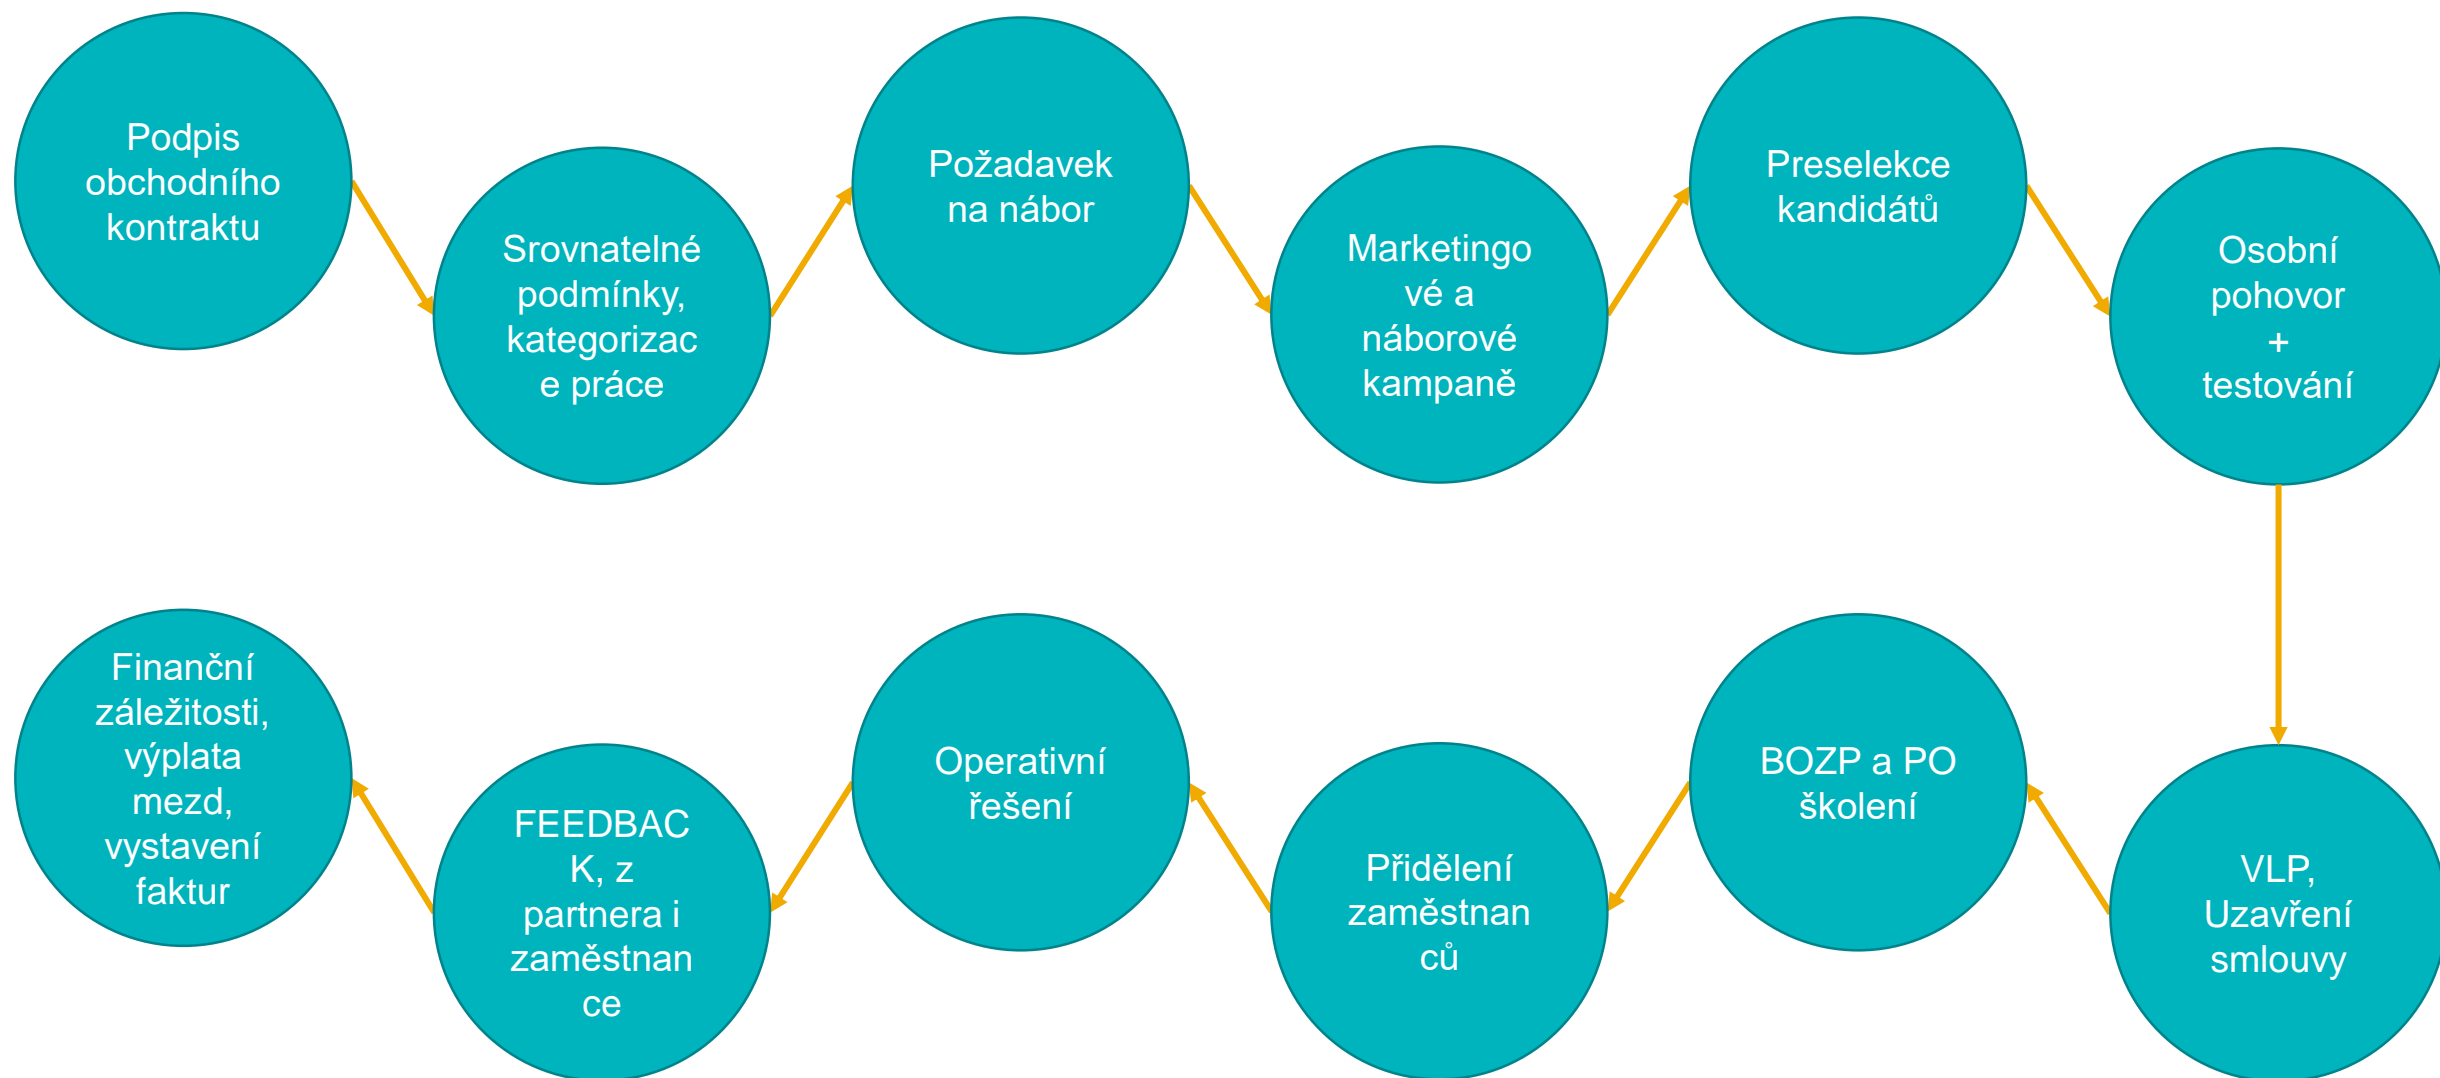 Podpis
obchodního
kontraktu
Srovnatelné
podmínky,
kategorizac
e práce
Požadavek
na nábor
Marketingo
vé a
náborové
kampaně
Preselekce
kandidátů
Osobní
pohovor
+
testování
VLP,
Uzavření
smlouvy
BOZP a PO
školení
Přidělení
zaměstnan
ců
Operativní
řešení
FEEDBAC
K, z
partnera i
zaměstnan
ce
Finanční
záležitosti,
výplata
mezd,
vystavení
faktur